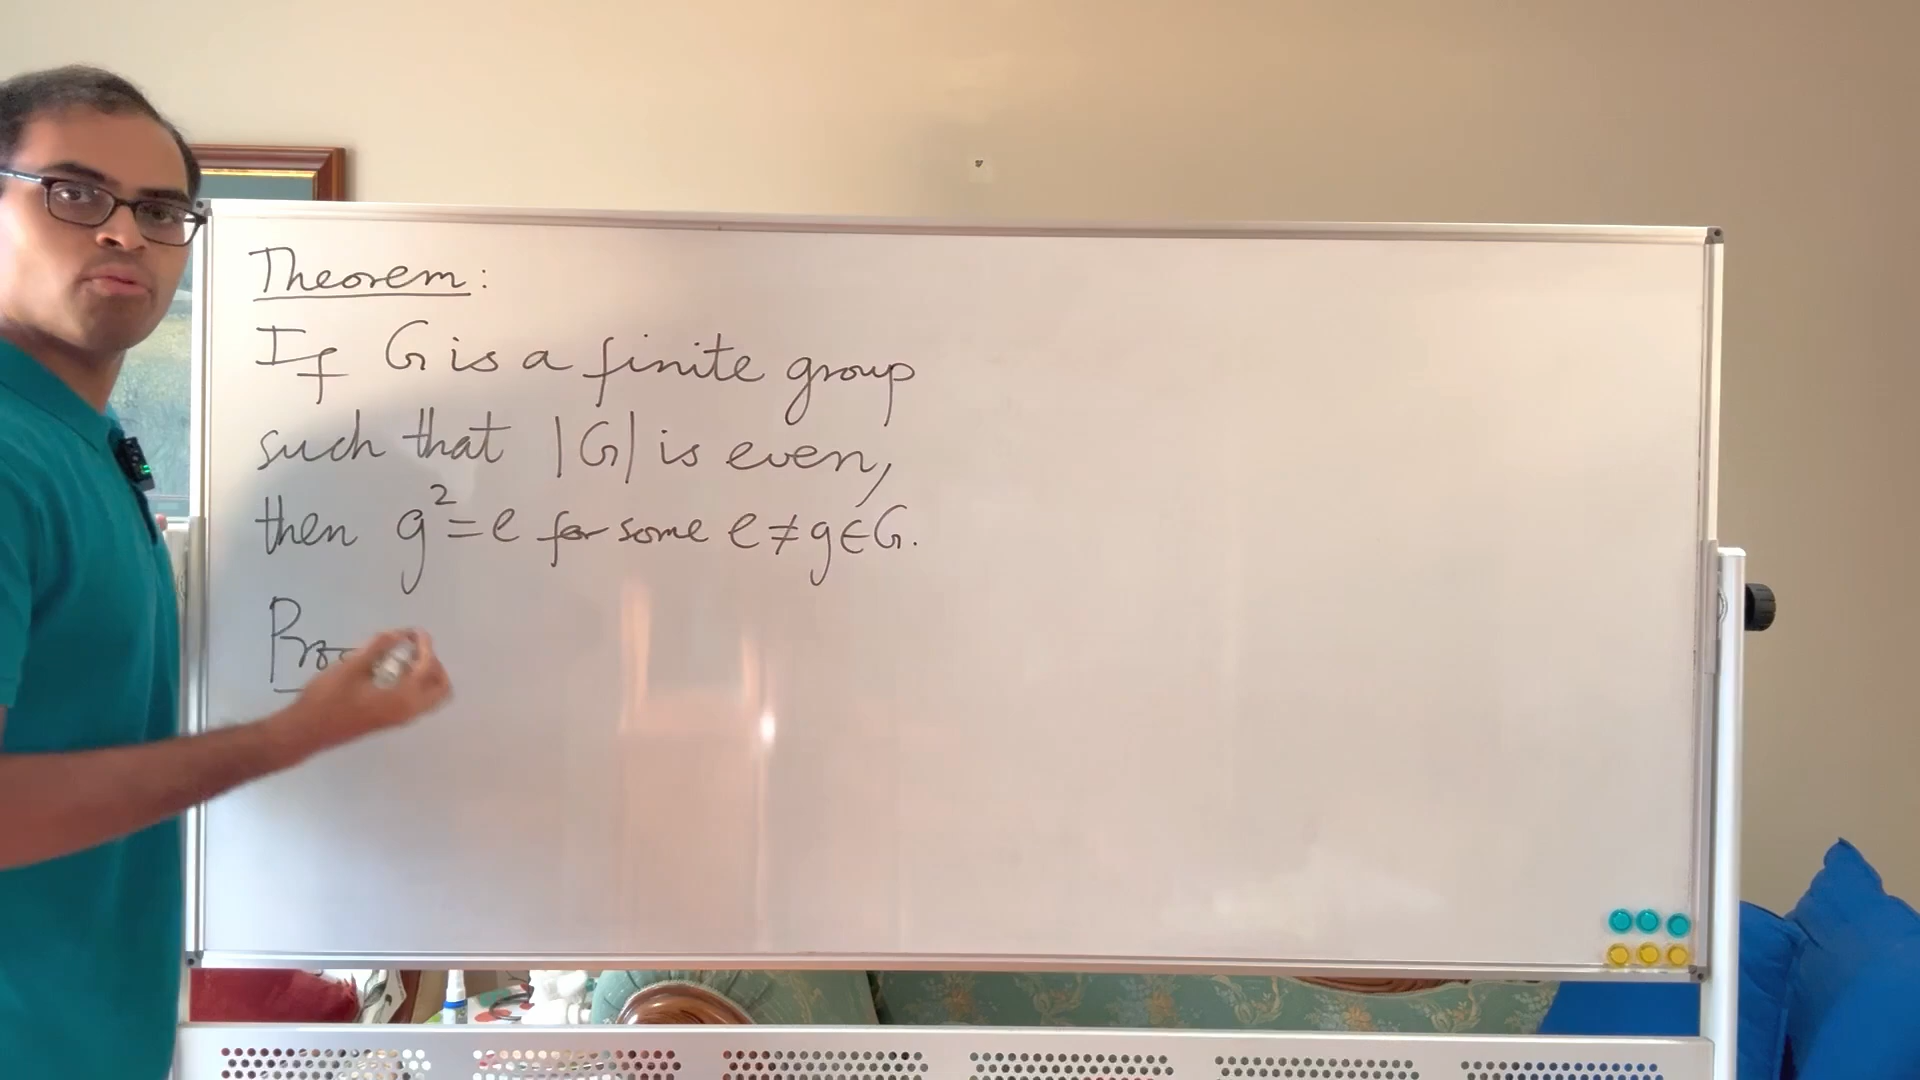 Theorem:
If G is a finite group
such that |G| is even,
then g²=e for some e≠g∈G.